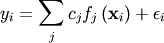 y_i = \sum_j c_j f_j (\mathbf{x}_i) + \epsilon_i